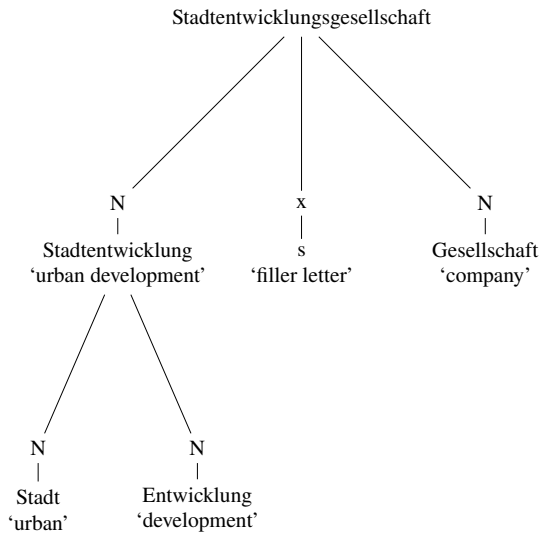 Stadtentwicklungsgesellschaft
N x N
Stadtentwicklung s Gesellschaft
‘urban development’ ‘filler letter’ ‘company’
N N
Stadt Entwicklung
‘urban’ ‘development’